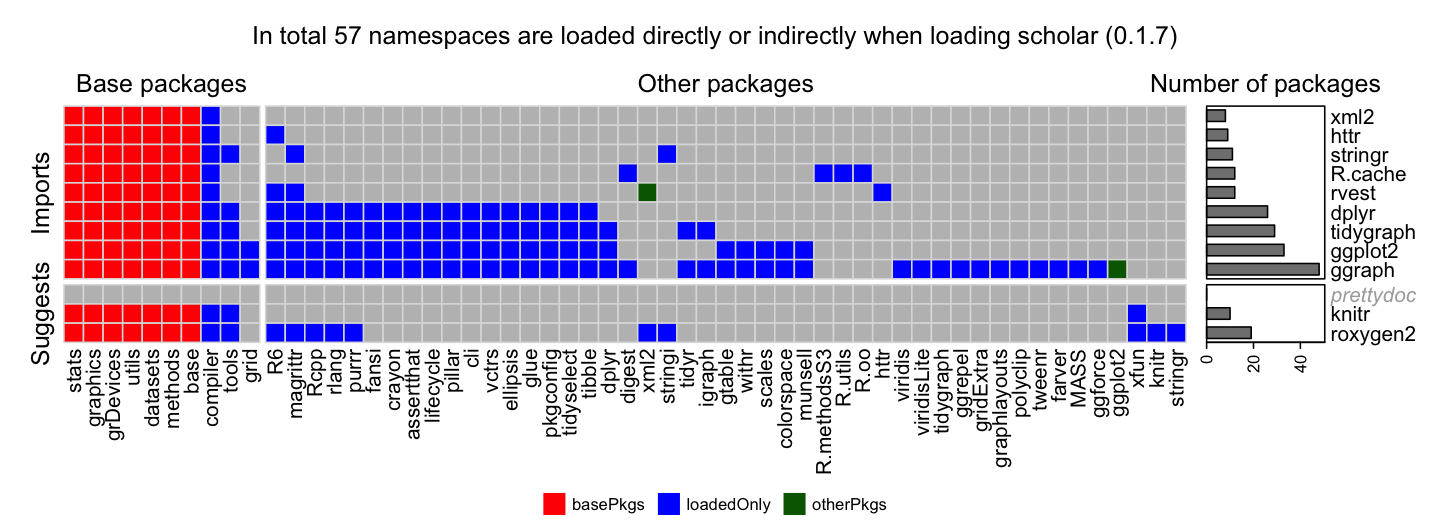 In total 57 namespaces are loaded directly or indirectly when loading scholar (0.1.7)
Base packages
Other packages
Number of packages
Imports
Suggests
xml2
httr
stringr
R.cache
rvest
dplyr
tidygraph
ggplot2
ggraph
prettydoc
knitr
roxygen2
0
20
40
stats
graphics
grDevices
utils
datasets
methods
base
compiler
tools
grid
R6
magrittr
Rcpp
rlang
purrr
fansi
crayon
assertthat
lifecycle
pillar
cli
vctrs
ellipsis
glue
pkgconfig
tidyselect
tibble
dplyr
digest
xml2
stringi
tidyr
igraph
gtable
withr
scales
colorspace
munsell
R.methodsS3
R.utils
R.oo
httr
viridis
viridisLite
tidygraph
ggrepel
gridExtra
graphlayouts
polyclip
tweenr
farver
MASS
ggforce
ggplot2
xfun
knitr
stringr
basePkgs
loadedOnly
otherPkgs